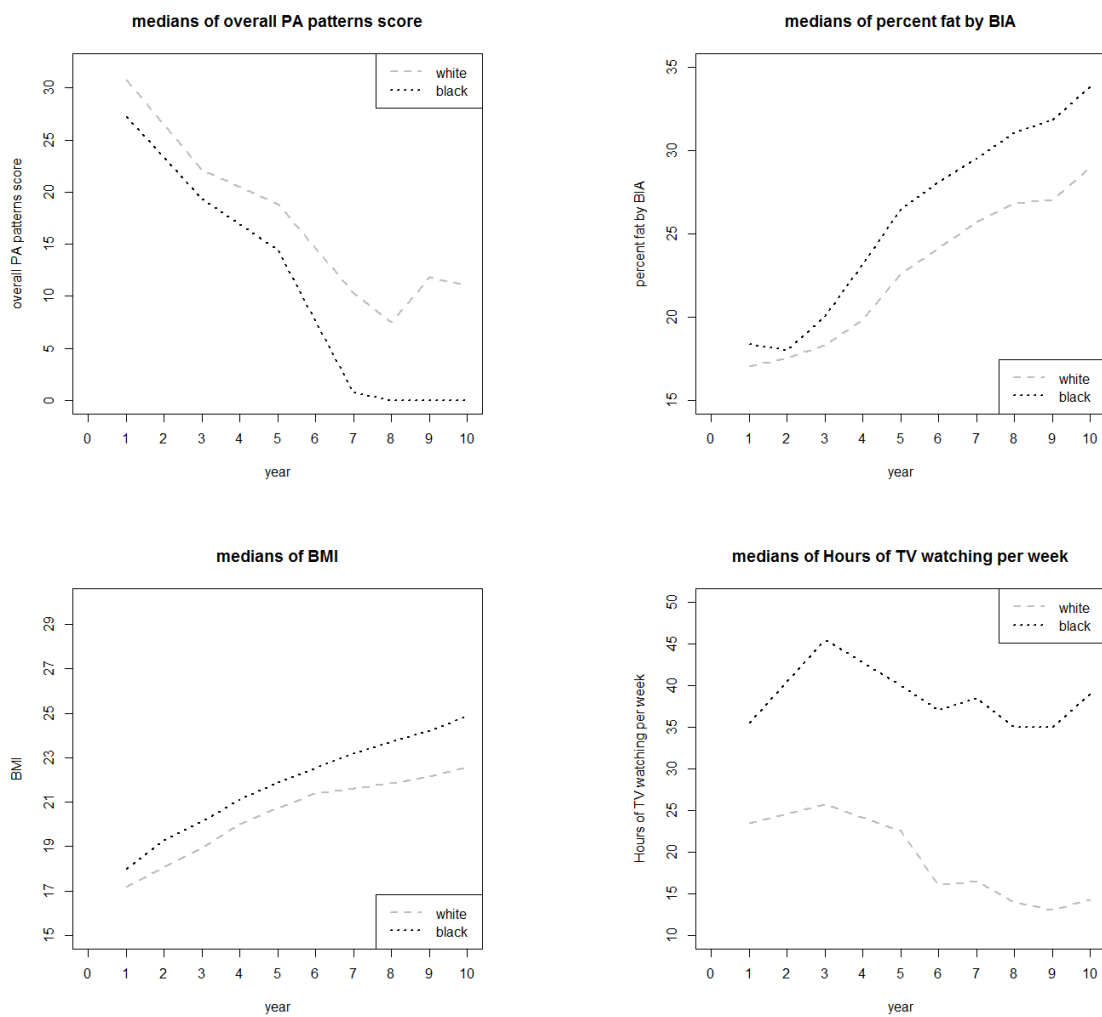 medians of overall PA patterns score
overall PA patterns score
30
25
20
15
10
5
0
white
black
0 1 2 3 4 5 6 7 8 9 10
year
medians of percent fat by BIA
percent fat by BIA
35
30
25
20
15
white
black
0 1 2 3 4 5 6 7 8 9 10
year
medians of BMI
BMI
29
27
25
23
21
19
17
15
white
black
0 1 2 3 4 5 6 7 8 9 10
year
medians of Hours of TV watching per week
Hours of TV watching per week
50
45
40
35
30
25
20
15
10
white
black
0 1 2 3 4 5 6 7 8 9 10
year